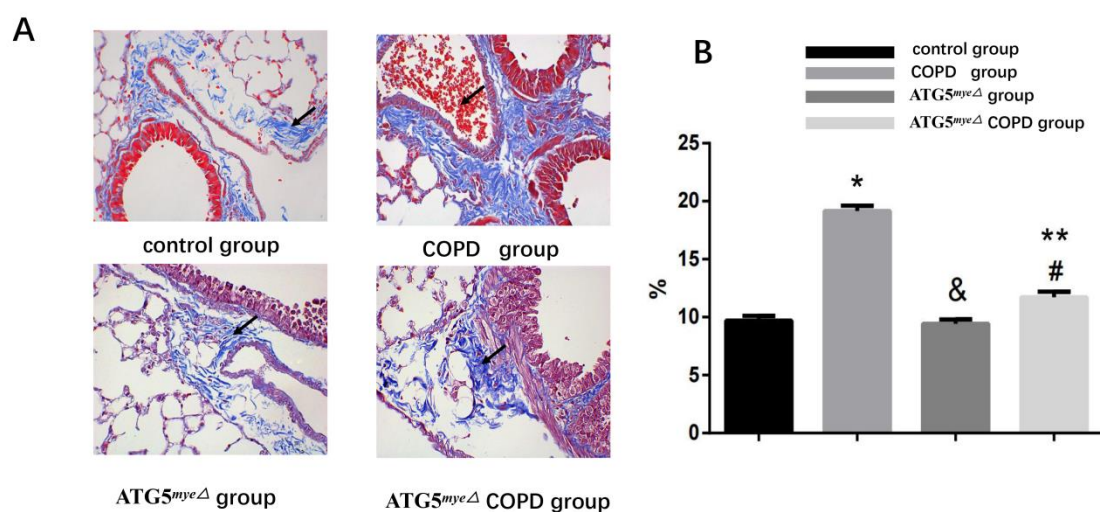 A
control group
COPD group
ATG5mye△ group
ATG5mye△ COPD group
B
control group
COPD group
ATG5mye△ group
ATG5mye△ COPD group
%
25
20
15
10
5
0
*
&
**
#